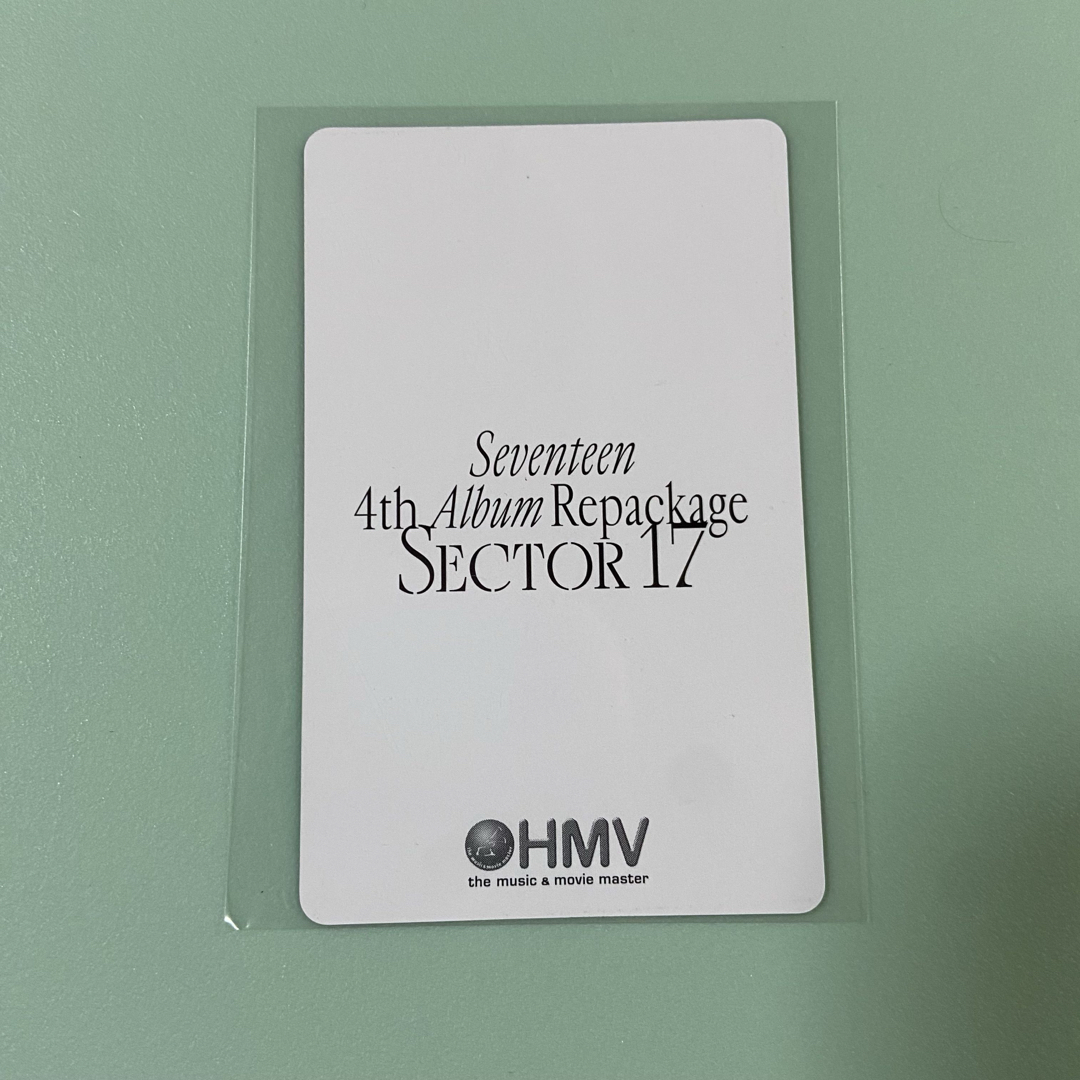 Seventeen
4th Album Repackage
SECTOR 17
HMV
the music & movie master